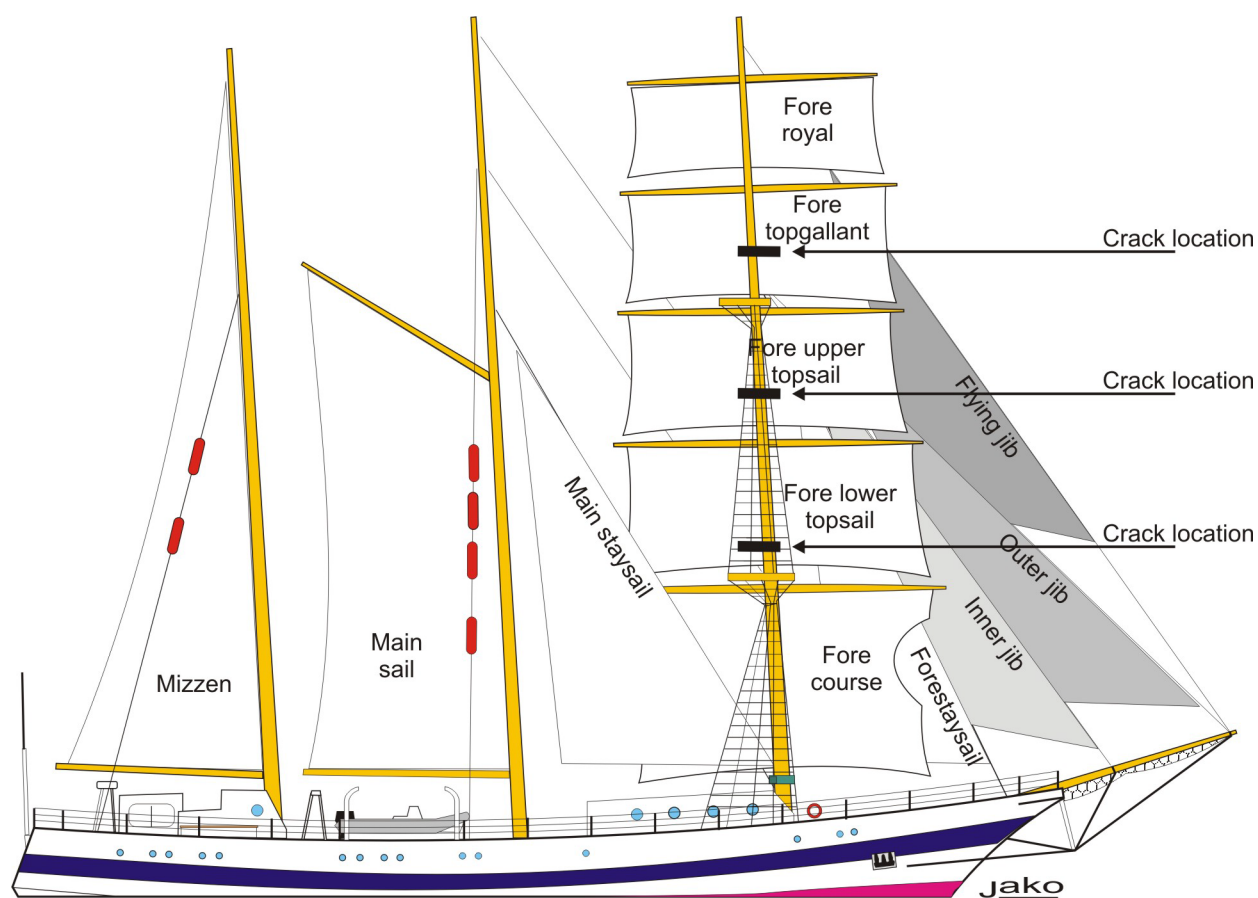 Fore
royal
Fore
topgallant
Crack location
Fore upper
topsail
Crack location
Flying jib
Main staysail
Fore lower
topsail
Crack location
Outer jib
Inner jib
Main
sail
Mizzen
Fore
course
Forestaysail
Jako